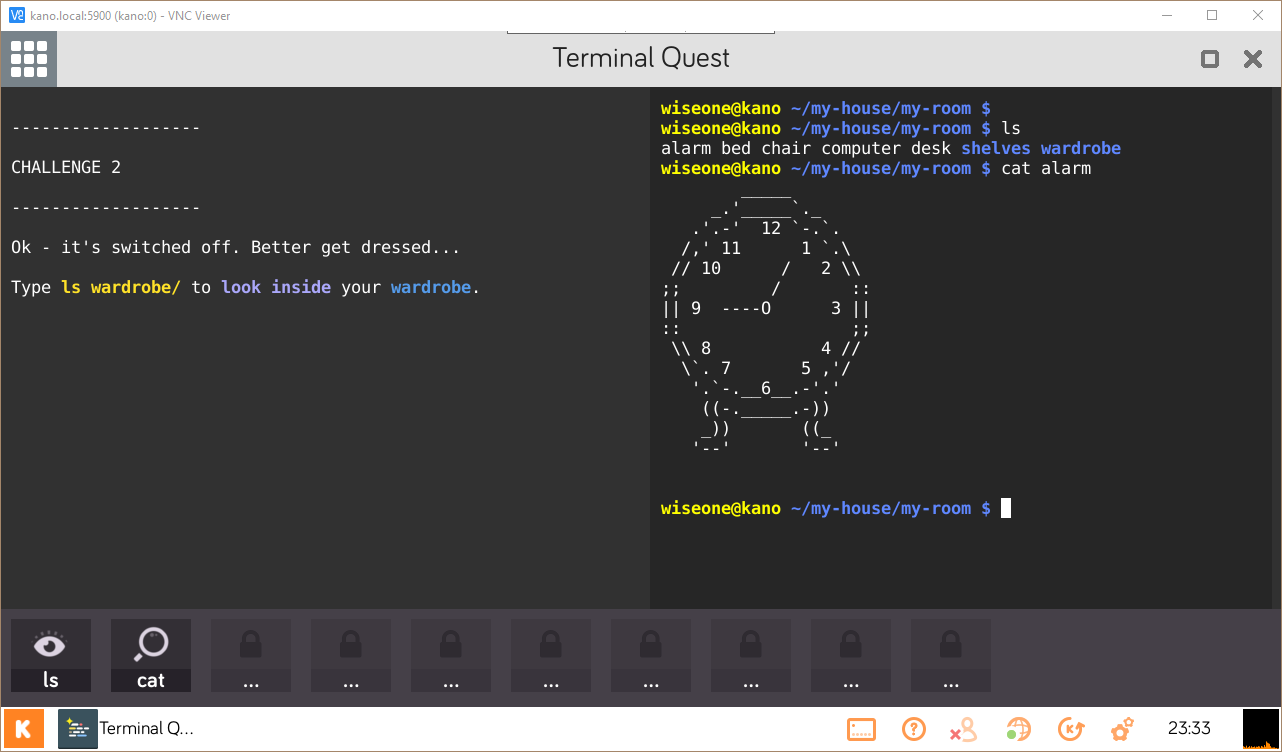 kano.local:5900 (kano:0) - VNC Viewer
Terminal Quest
-------------------
CHALLENGE 2
-------------------
Ok - it's switched off. Better get dressed...
Type ls wardrobe/ to look inside your wardrobe.
wiseone@kano ~/my-house/my-room $
wiseone@kano ~/my-house/my-room $ ls
alarm bed chair computer desk shelves wardrobe
wiseone@kano ~/my-house/my-room $ cat alarm
        _____
     _.'_____`._
   .'.-'  12 `-.`.
  /,' 11      1 `.\
 // 10      /   2 \\
;;         /       ::
|| 9  ----O      3 ||
::                 ;;
 \\ 8           4 //
  \`. 7       5 ,'/
   '.`-.__6__.-'.'
    ((-._____.-))
    _))       ((_
   '--'       '--'
wiseone@kano ~/my-house/my-room $
ls
cat
...
...
...
...
...
...
...
...
K
Terminal Q...
23:33